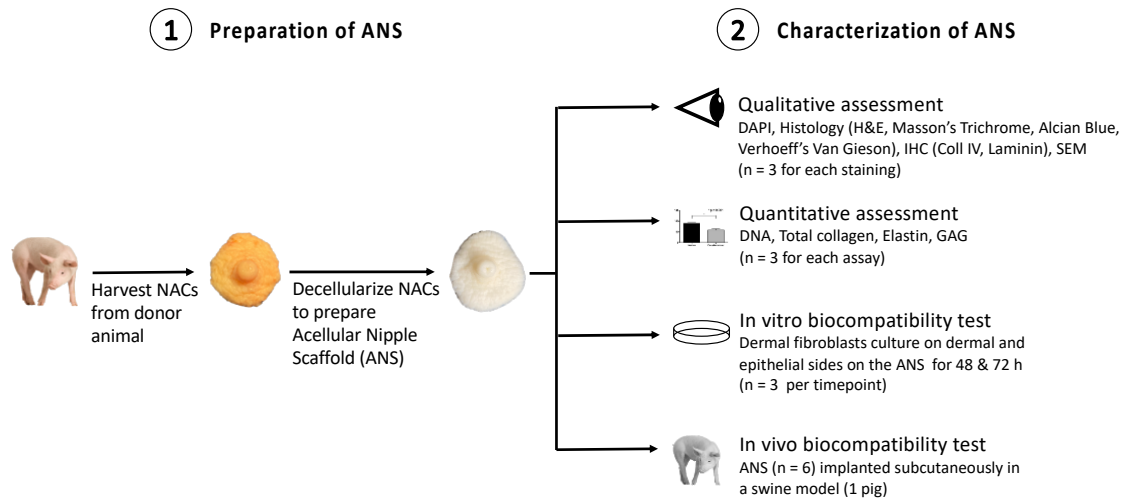 1 Preparation of ANS
2 Characterization of ANS
Harvest NACs
from donor
animal
Decellularize NACs
to prepare
Acellular Nipple
Scaffold (ANS)
Qualitative assessment
DAPI, Histology (H&E, Masson’s Trichrome, Alcian Blue,
Verhoeff’s Van Gieson), IHC (Coll IV, Laminin), SEM
(n = 3 for each staining)
Quantitative assessment
DNA, Total collagen, Elastin, GAG
(n = 3 for each assay)
In vitro biocompatibility test
Dermal fibroblasts culture on dermal and
epithelial sides on the ANS for 48 & 72 h
(n = 3 per timepoint)
In vivo biocompatibility test
ANS (n = 6) implanted subcutaneously in
a swine model (1 pig)